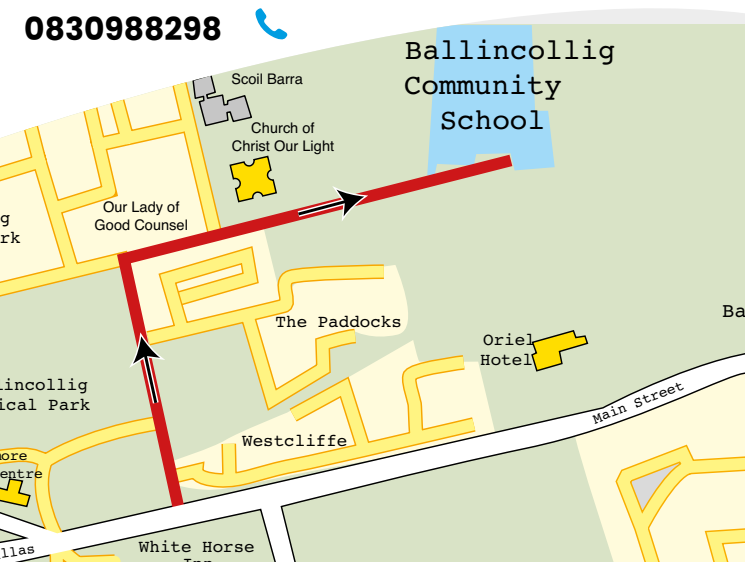 0830988298
Ballincollig
Community
School
Scoil Barra
Church of
Christ Our Light
Our Lady of
Good Counsel
The Paddocks
Oriel
Hotel
Main Street
Westcliffe
White Horse
Inn